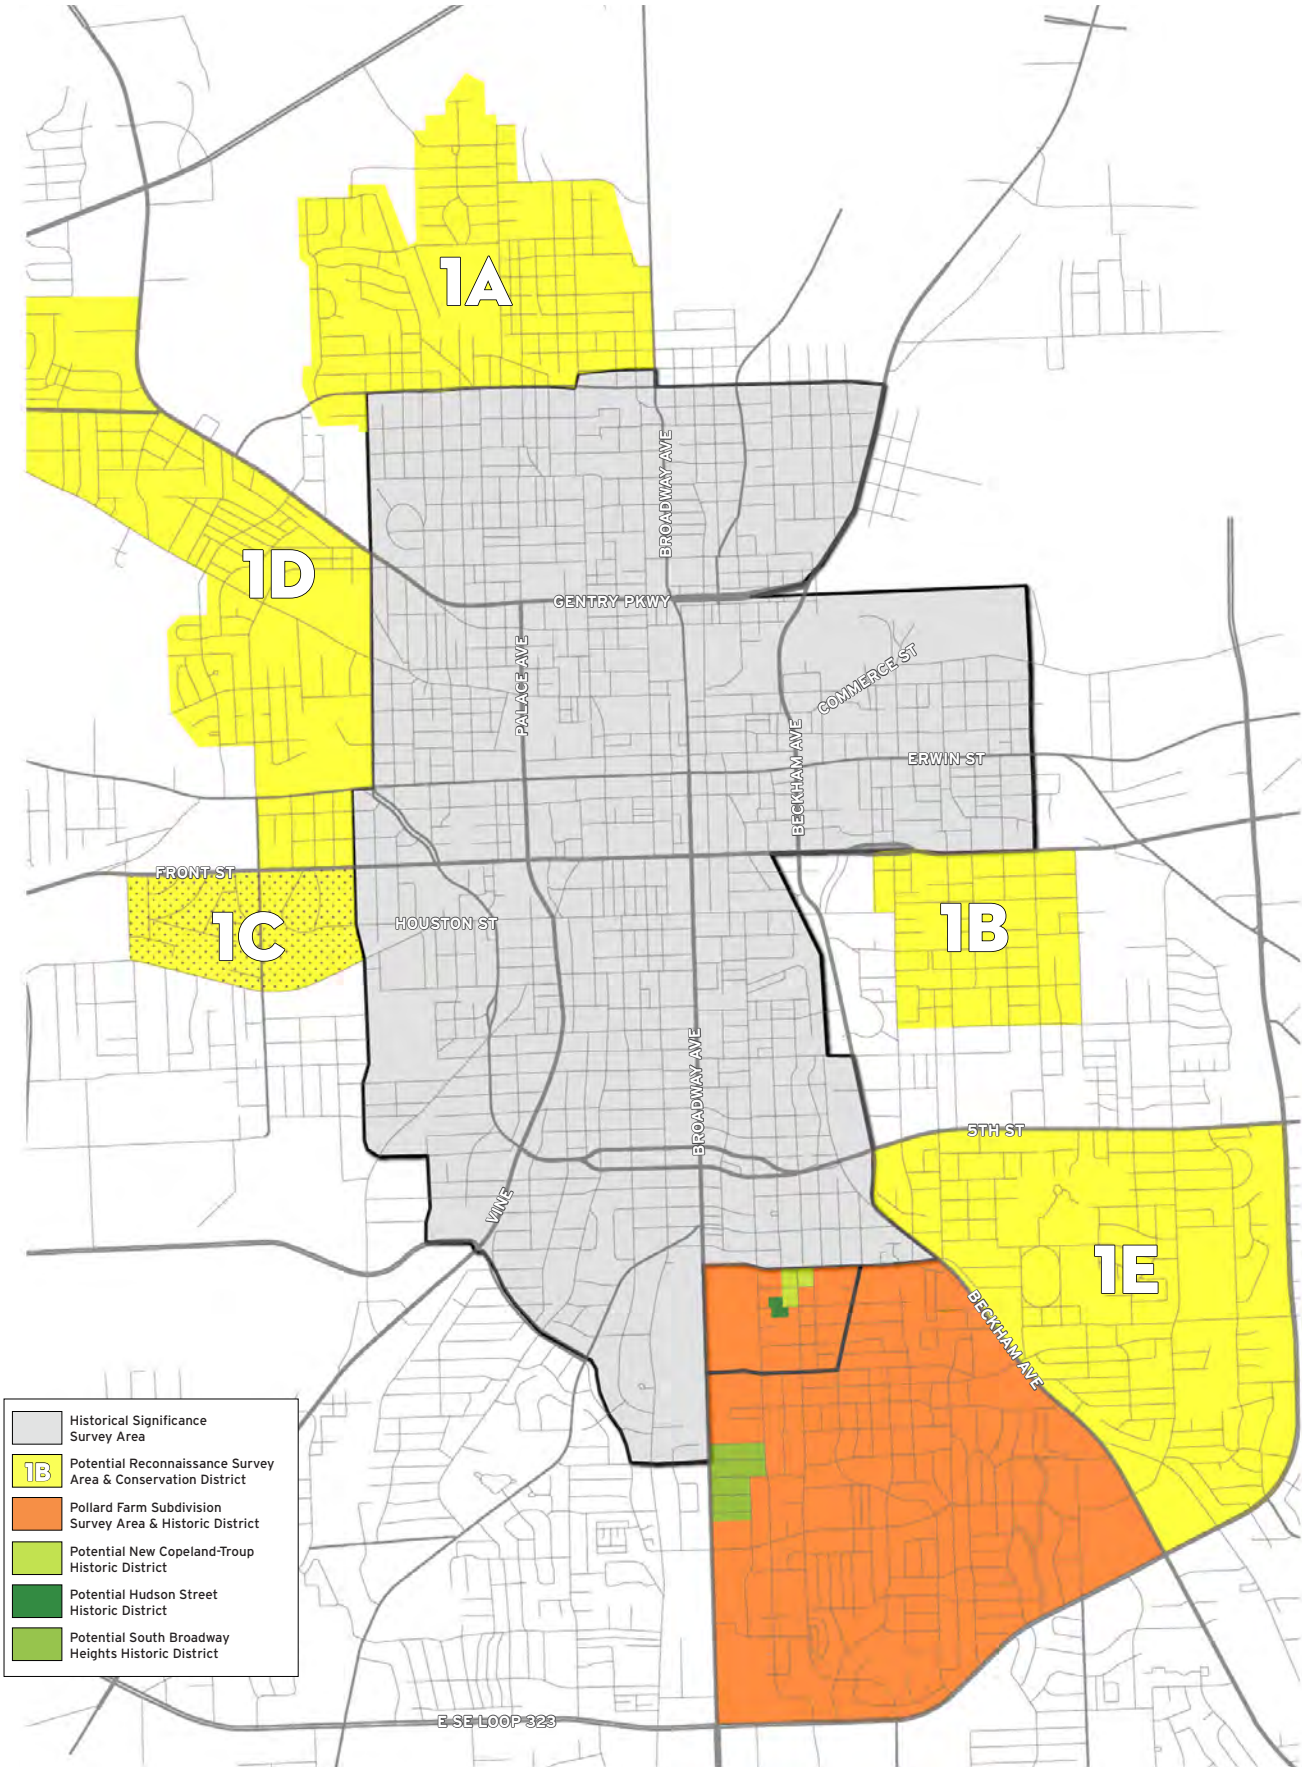 1A
BROADWAY AVE
1D
GENTRY PKWY
PALACE AVE
COMMERCE ST
BECKHAM AVE
ERWIN ST
FRONT ST
1C
HOUSTON ST
1B
BROADWAY AVE
5TH ST
VINE
1E
BECKHAM AVE
Historical Significance
Survey Area
1B
Potential Reconnaissance Survey
Area & Conservation District
Pollard Farm Subdivision
Survey Area & Historic District
Potential New Copeland-Troup
Historic District
Potential Hudson Street
Historic District
Potential South Broadway
Heights Historic District
E SE LOOP 323